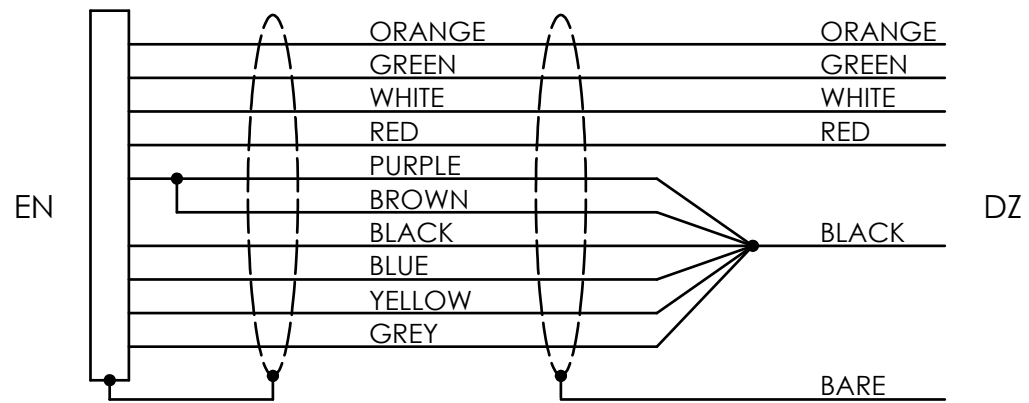 ORANGE ORANGE
GREEN GREEN
WHITE WHITE
RED RED
PURPLE
EN BROWN DZ
BLACK BLACK
BLUE
YELLOW
GREY
BARE